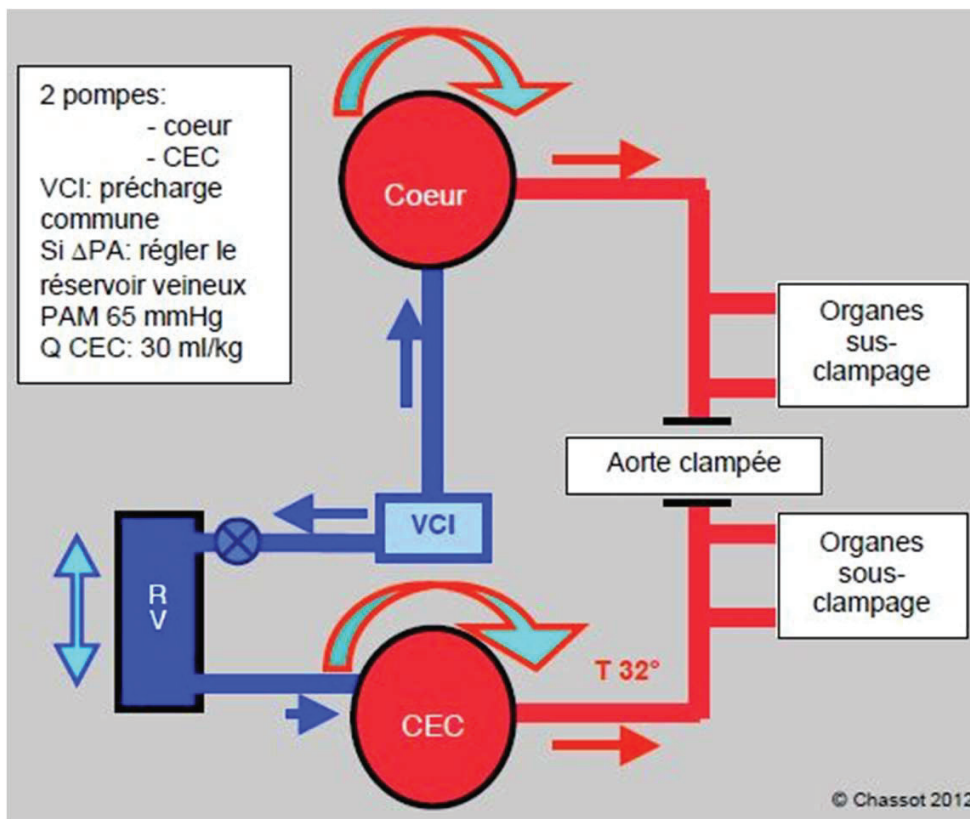 2 pompes:
- coeur
- CEC
VCI: précharge
commune
Si ΔPA: régler le
réservoir veineux
PAM 65 mmHg
Q CEC: 30 ml/kg
Coeur
Organes
sus-
clampage
Aorte clampée
VCI
Organes
sous-
clampage
R
V
T 32°
CEC
© Chassot 2012